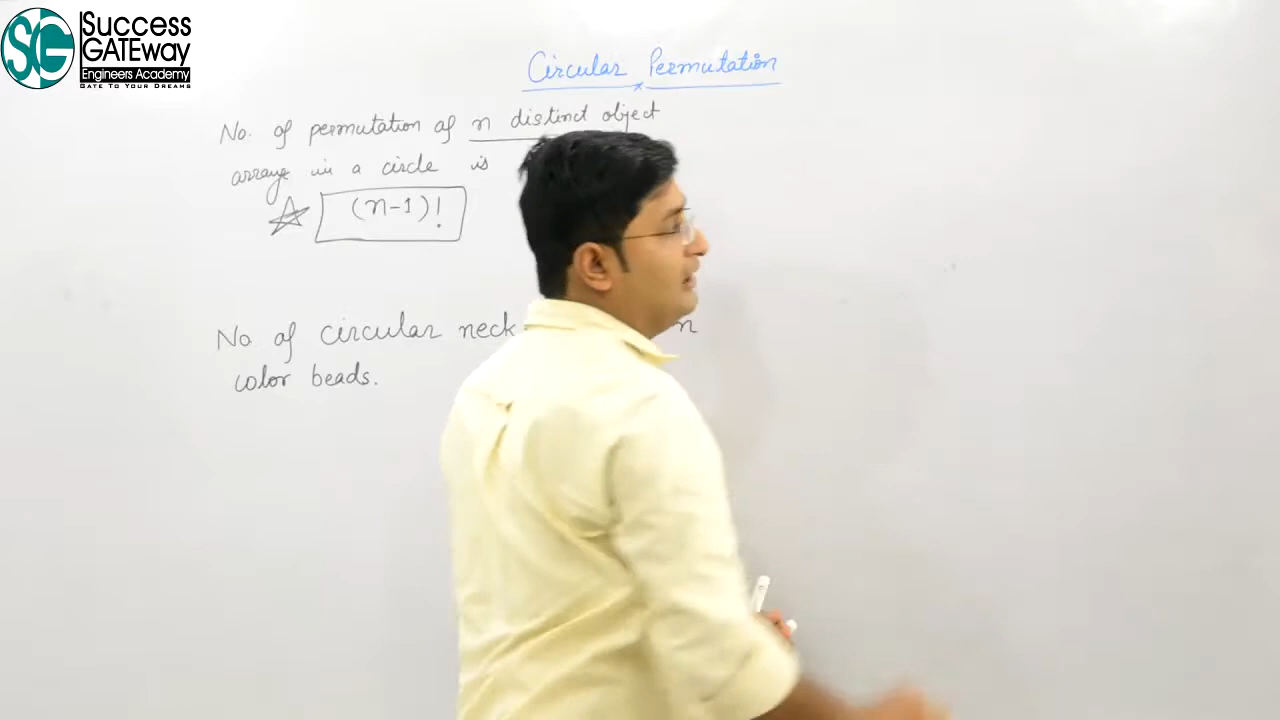 Success
GATEway
Engineers Academy
GATE TO YOUR DREAMS
Circular Permutation
No. of permutation of n distinct object
arrange in a circle is
(n-1)!
No of circular neck n
color beads.